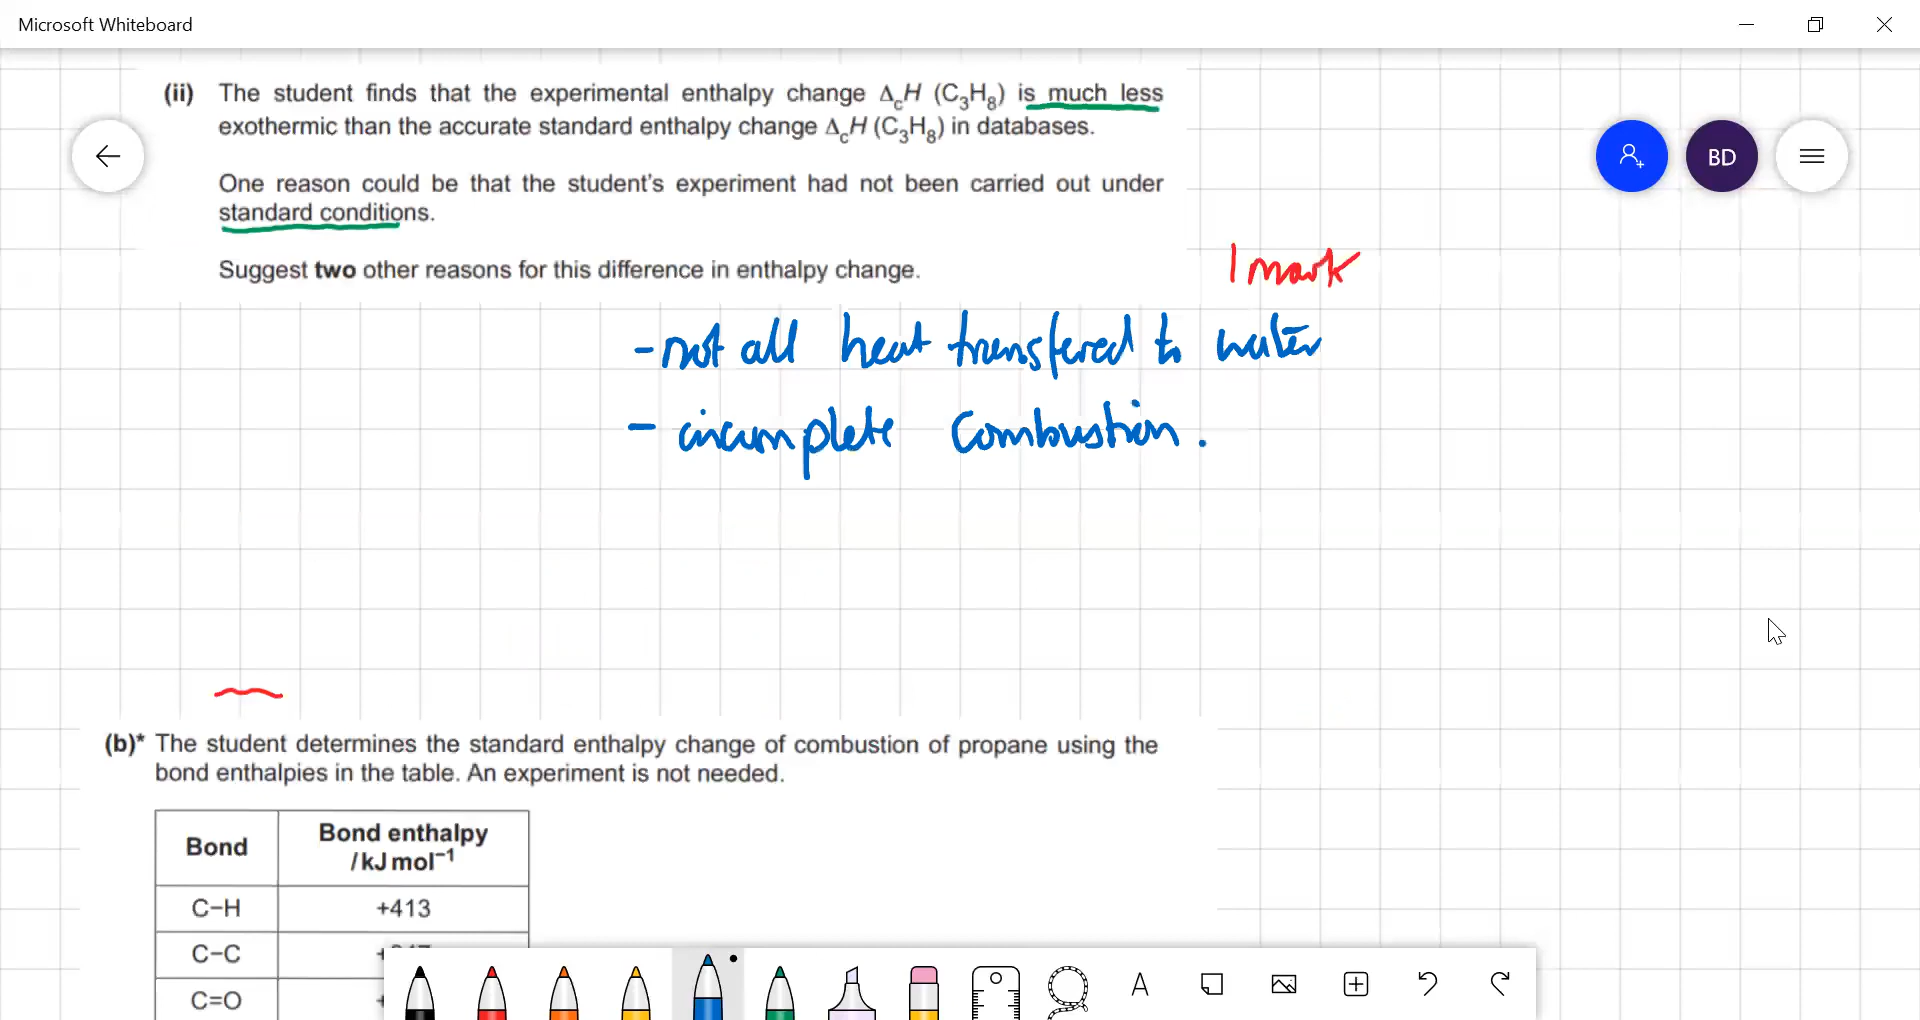 Microsoft Whiteboard
(ii) The student finds that the experimental enthalpy change ΔcH (C₃H₈) is much less
exothermic than the accurate standard enthalpy change ΔcH (C₃H₈) in databases.
BD
One reason could be that the student's experiment had not been carried out under
standard conditions.
Suggest two other reasons for this difference in enthalpy change.
1 mark
- not all heat transfered to water
- incomplete combustion.
(b)* The student determines the standard enthalpy change of combustion of propane using the
bond enthalpies in the table. An experiment is not needed.
Bond
Bond enthalpy
/kJ mol⁻¹
C–H +413
C–C
C=O
A